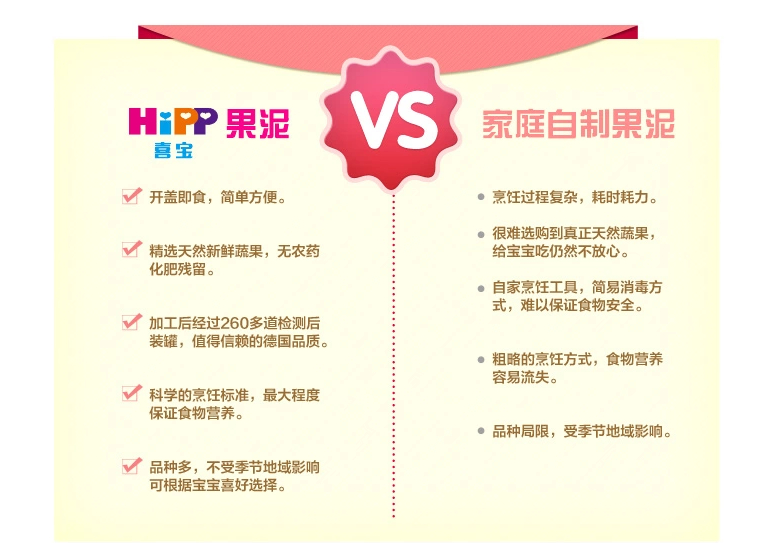 VS
HiPP 果泥
喜宝
开盖即食，简单方便。
精选天然新鲜蔬果，无农药
化肥残留。
加工后经过260多道检测后
装罐，值得信赖的德国品质。
科学的烹饪标准，最大程度
保证食物营养。
品种多，不受季节地域影响
可根据宝宝喜好选择。
家庭自制果泥
烹饪过程复杂，耗时耗力。
很难选购到真正天然蔬果，
给宝宝吃仍然不放心。
自家烹饪工具，简易消毒方
式，难以保证食物安全。
粗略的烹饪方式，食物营养
容易流失。
品种局限，受季节地域影响。